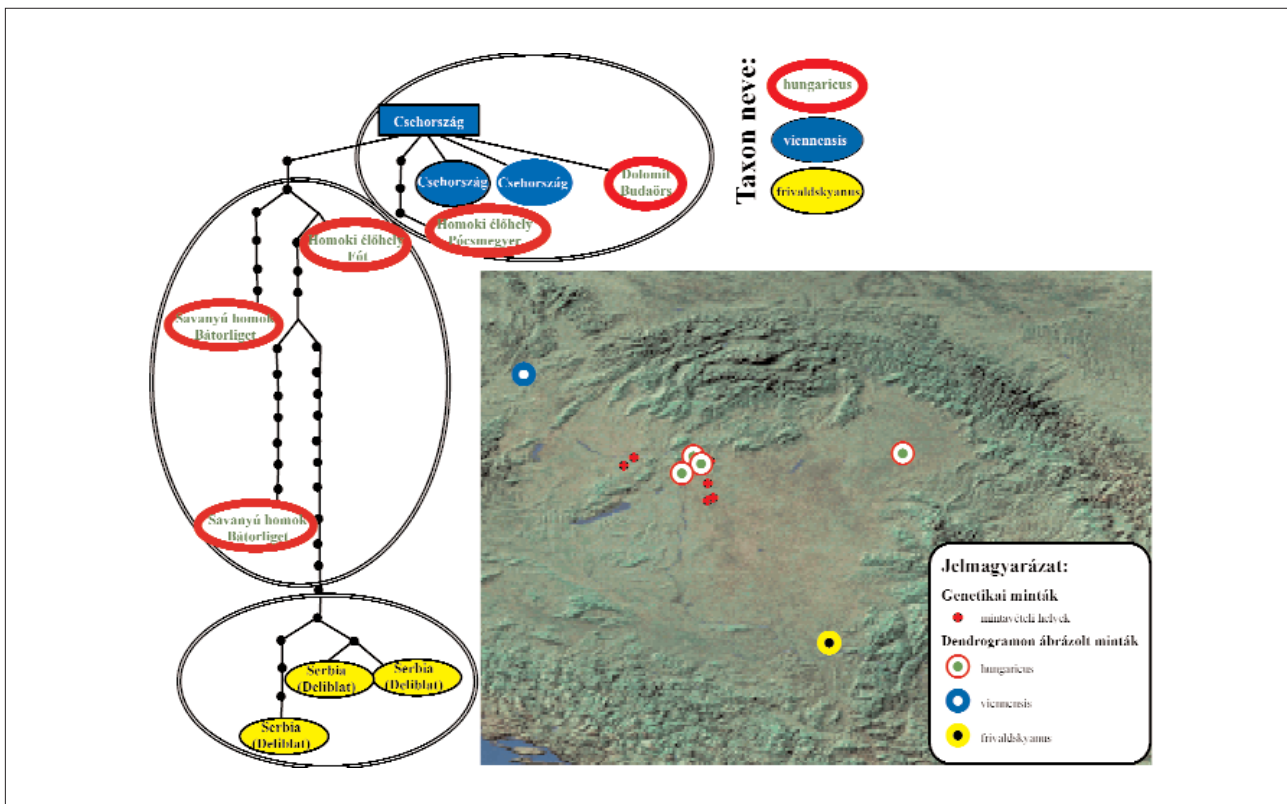 Csehország
Csehország
Csehország
Dolomit
Budaörs
Homoki élőhely
Pócsmegyer
Homoki élőhely
Fót
Savanyú homok
Bátorliget
Savanyú homok
Bátorliget
Serbia
(Deliblat)
Serbia
(Deliblat)
Serbia
(Deliblat)
Taxon neve:
hungaricus
viennensis
frivaldskyanus
Jelmagyarázat:
Genetikai minták
mintavételi helyek
Dendrogramon ábrázolt minták
hungaricus
viennensis
frivaldskyanus